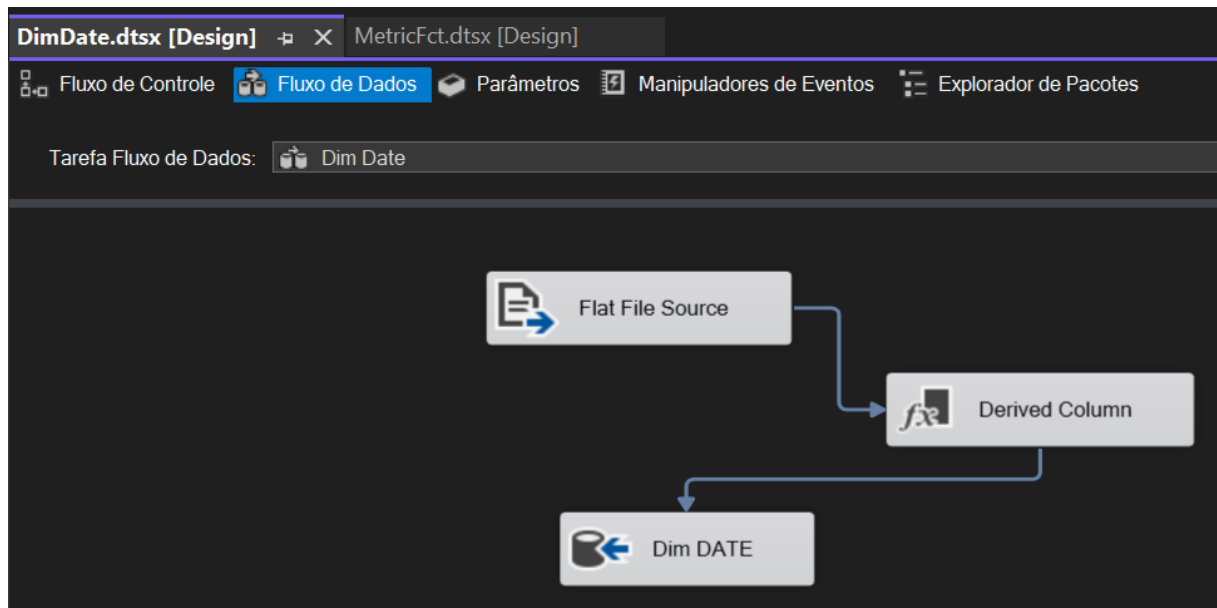 DimDate.dtsx [Design] MetricFct.dtsx [Design]
Fluxo de Controle Fluxo de Dados Parâmetros Manipuladores de Eventos Explorador de Pacotes
Tarefa Fluxo de Dados: Dim Date
Flat File Source
fx Derived Column
Dim DATE